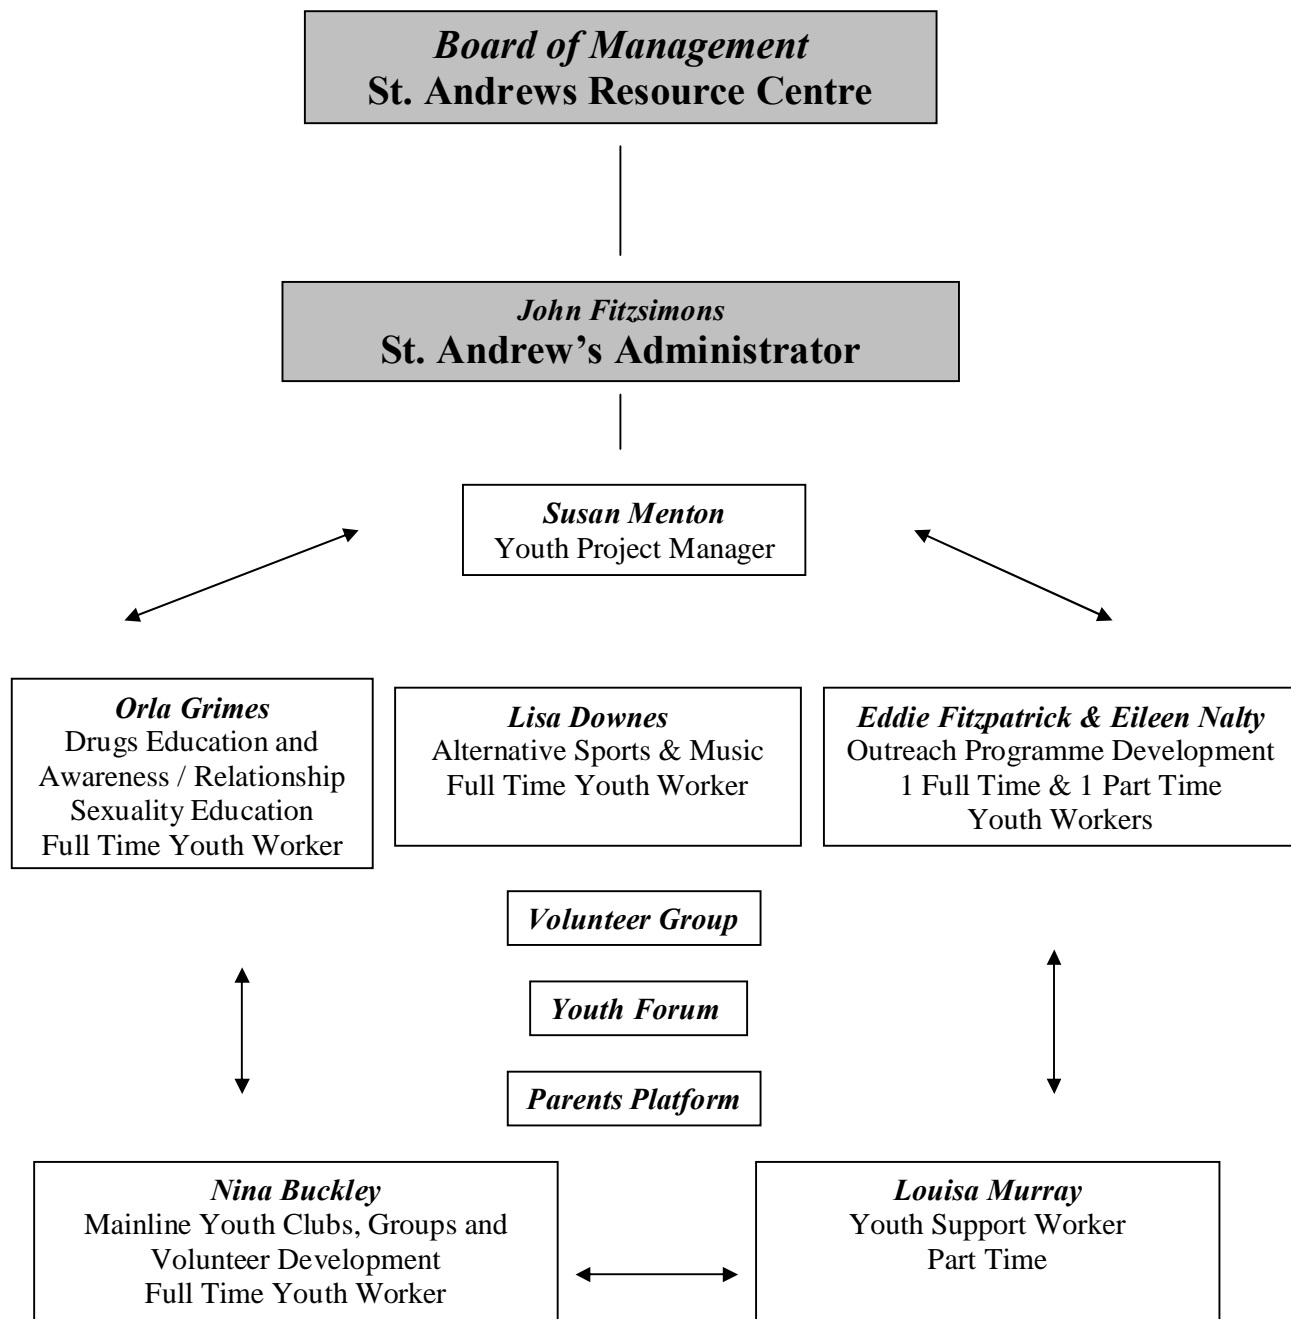 Board of Management
St. Andrews Resource Centre
John Fitzsimons
St. Andrew's Administrator
Susan Menton
Youth Project Manager
Orla Grimes
Drugs Education and
Awareness / Relationship
Sexuality Education
Full Time Youth Worker
Lisa Downes
Alternative Sports & Music
Full Time Youth Worker
Eddie Fitzpatrick & Eileen Nalty
Outreach Programme Development
1 Full Time & 1 Part Time
Youth Workers
Volunteer Group
Youth Forum
Parents Platform
Nina Buckley
Mainline Youth Clubs, Groups and
Volunteer Development
Full Time Youth Worker
Louisa Murray
Youth Support Worker
Part Time